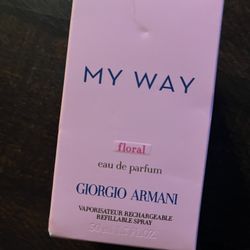 MY WAY
floral
eau de parfum
GIORGIO ARMANI
VAPORISATEUR RECHARGEABLE
REFILLABLE SPRAY